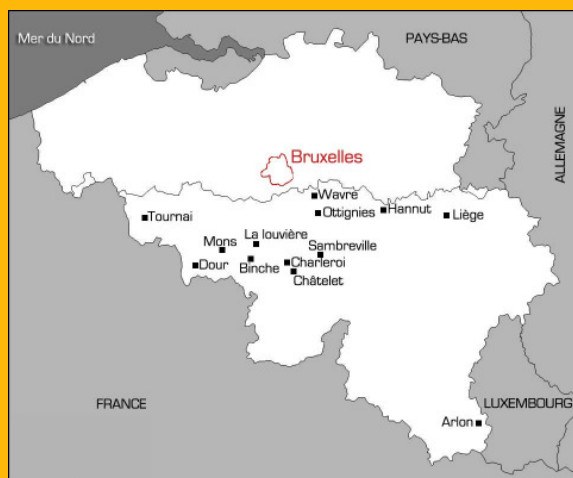 Mer du Nord
PAYS-BAS
ALLEMAGNE
Bruxelles
Wavre
Ottignies
Hannut
Liège
Tournai
La louvière
Mons
Sambreville
Dour
Binche
Charleroi
Châtelet
FRANCE
LUXEMBOURG
Arlon